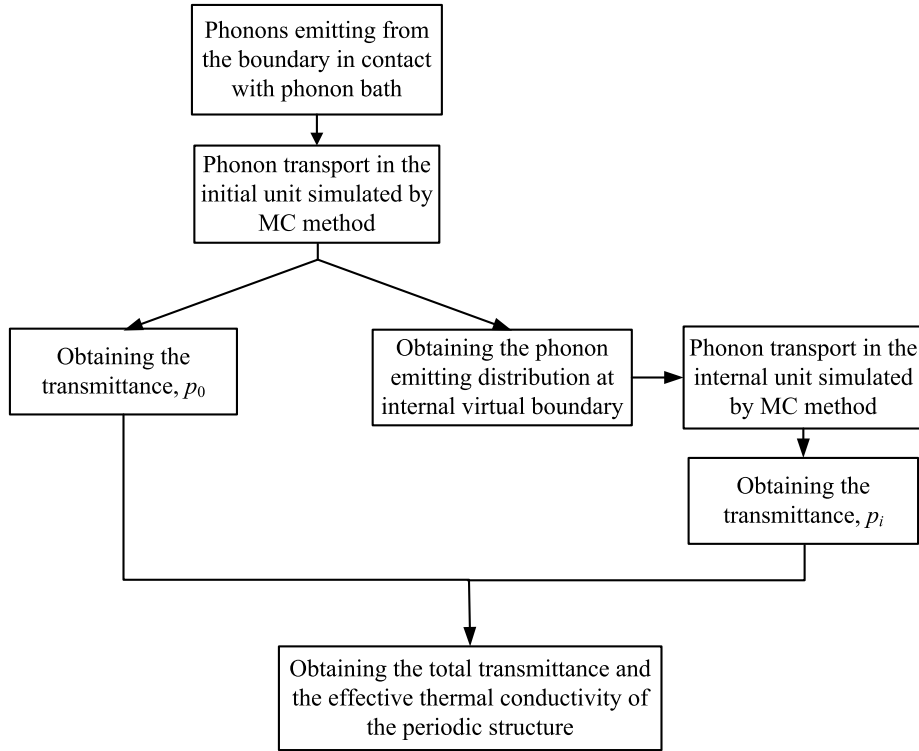 Phonons emitting from
the boundary in contact
with phonon bath
Phonon transport in the
initial unit simulated by
MC method
Obtaining the
transmittance, p0
Obtaining the phonon
emitting distribution at
internal virtual boundary
Phonon transport in the
internal unit simulated
by MC method
Obtaining the
transmittance, pi
Obtaining the total transmittance and
the effective thermal conductivity of
the periodic structure